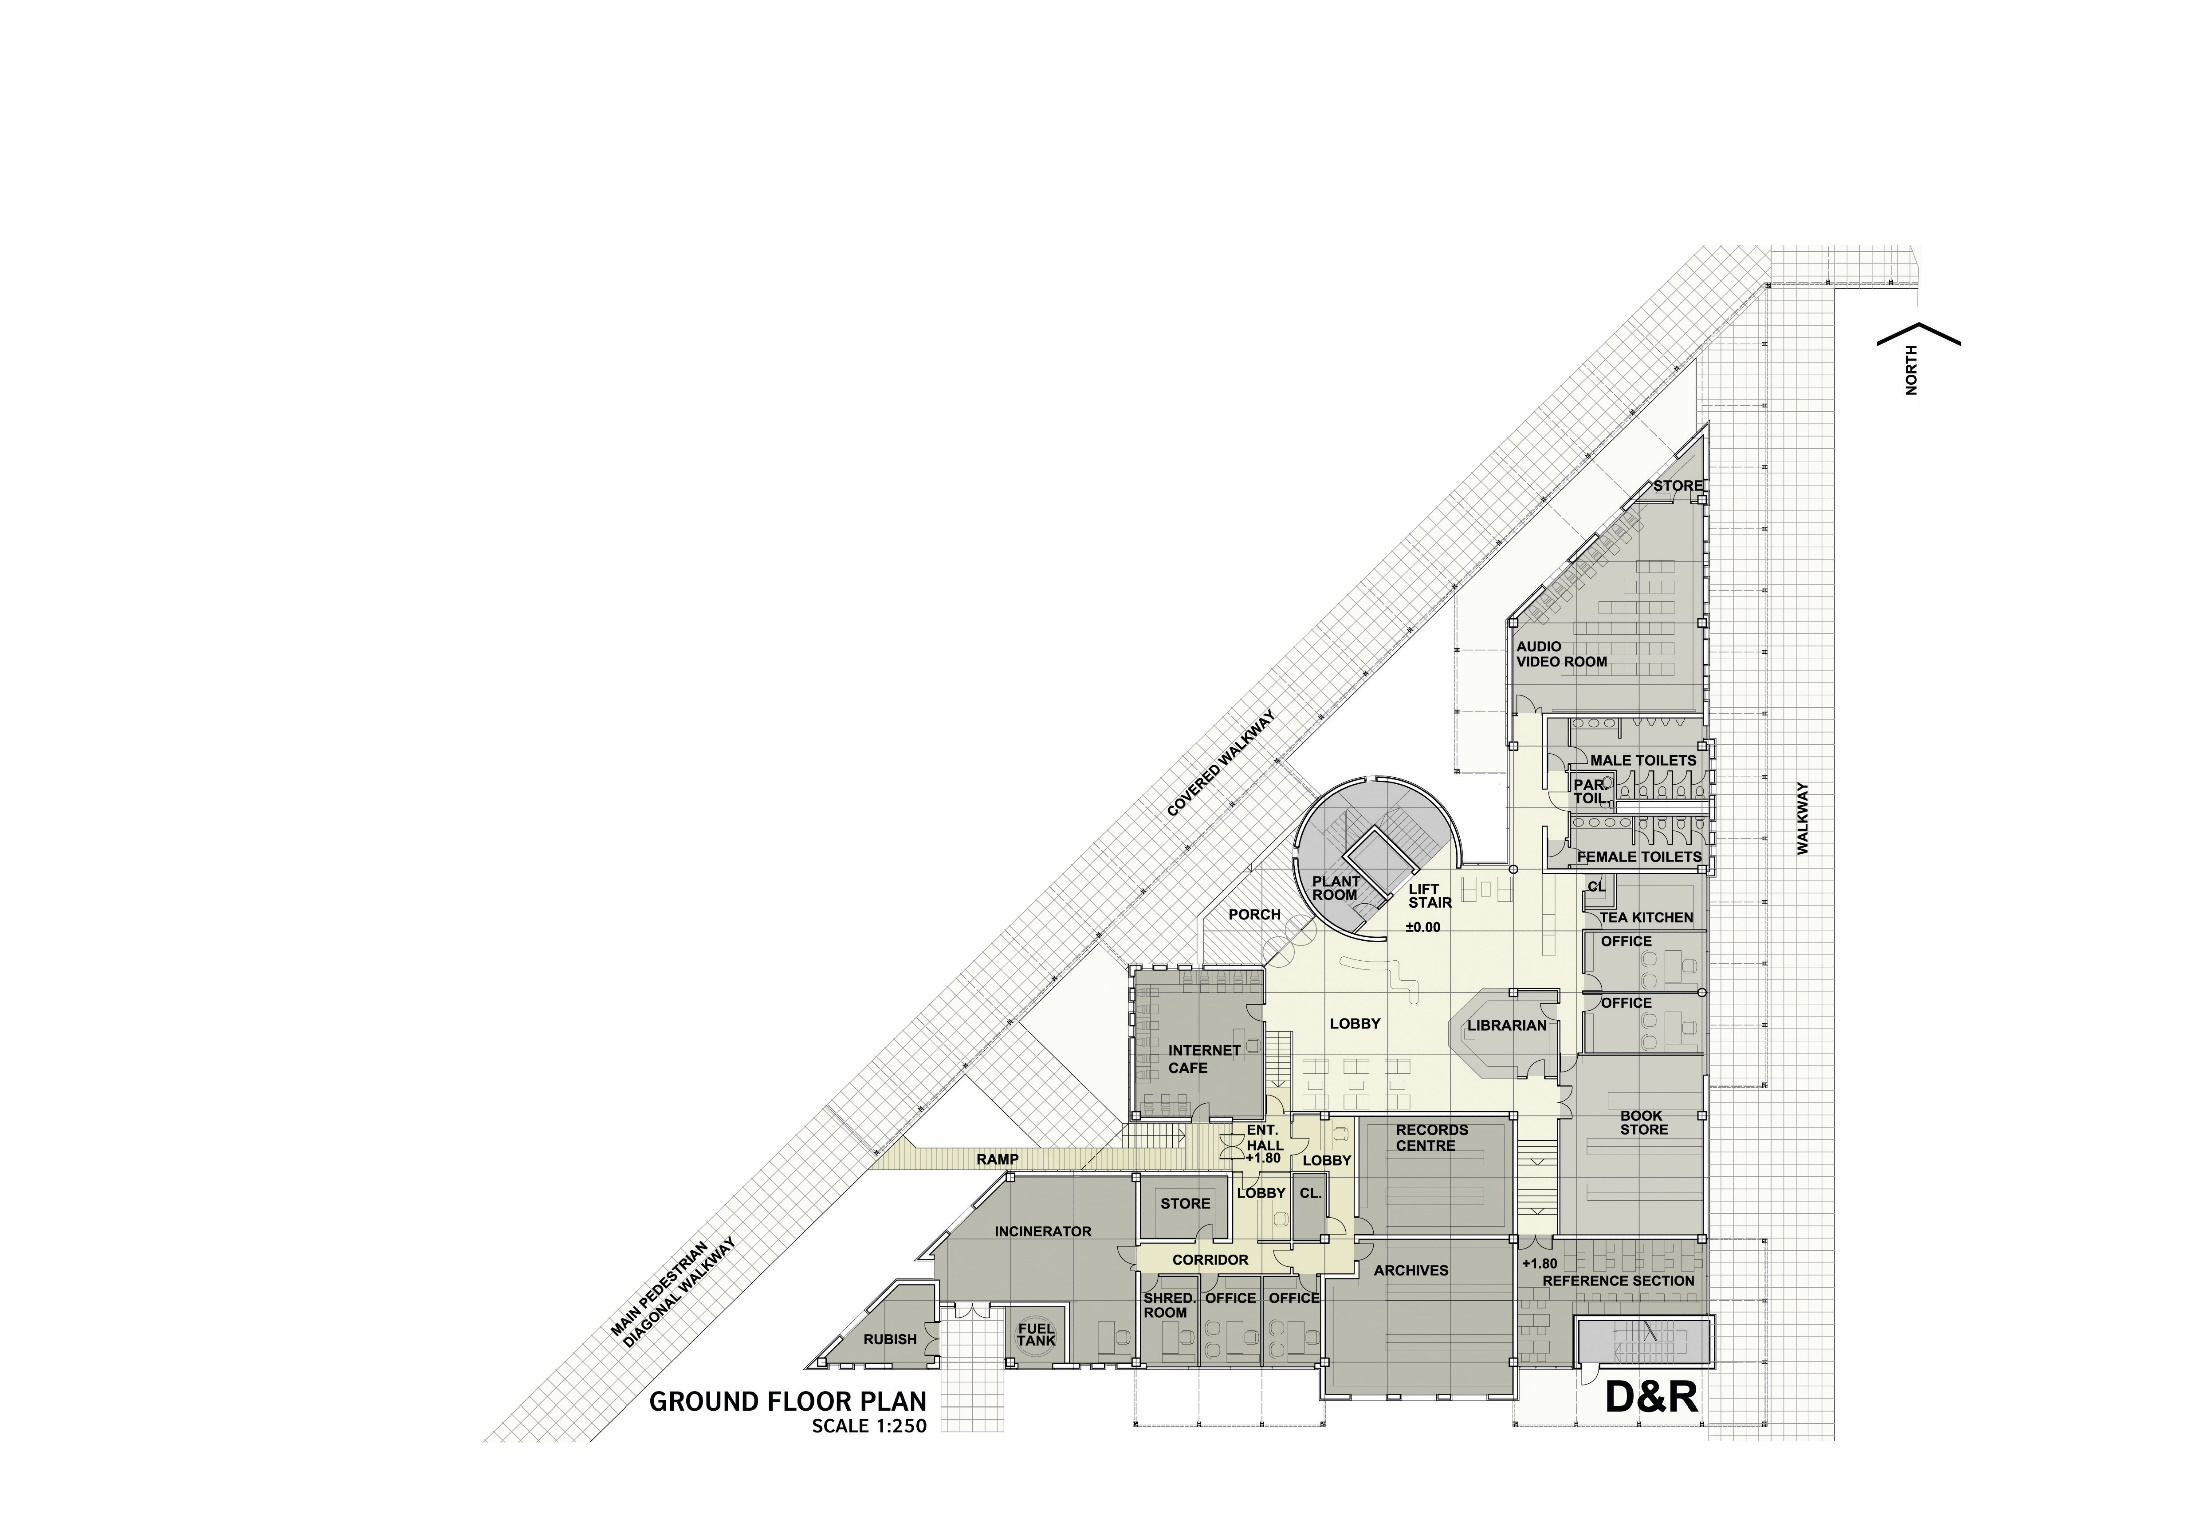 NORTH
STORE
AUDIO
VIDEO ROOM
COVERED WALKWAY
MALE TOILETS
PAR.
TOIL.
WALKWAY
FEMALE TOILETS
PLANT
ROOM
LIFT
STAIR
CL
PORCH
TEA KITCHEN
±0.00
OFFICE
OFFICE
LOBBY
LIBRARIAN
INTERNET
CAFE
BOOK
STORE
ENT.
HALL
+1.80
RECORDS
CENTRE
RAMP
LOBBY
LOBBY
CL.
STORE
INCINERATOR
CORRIDOR
ARCHIVES
+1.80
REFERENCE SECTION
MAIN PEDESTRIAN
DIAGONAL WALKWAY
SHRED.
ROOM
OFFICE
OFFICE
RUBISH
FUEL
TANK
GROUND FLOOR PLAN
SCALE 1:250
D&R